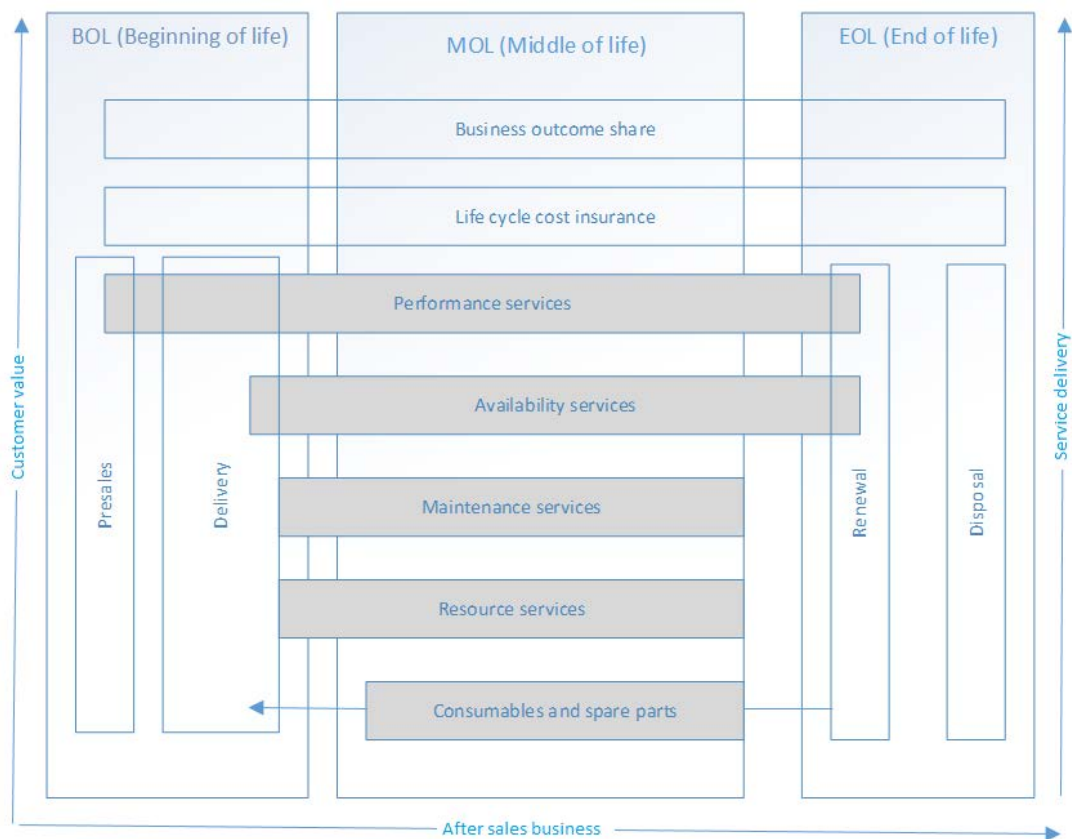 BOL (Beginning of life)
MOL (Middle of life)
EOL (End of life)
Business outcome share
Life cycle cost insurance
Performance services
Availability services
Maintenance services
Resource services
Consumables and spare parts
Presales
Delivery
Renewal
Disposal
Customer value
Service delivery
After sales business